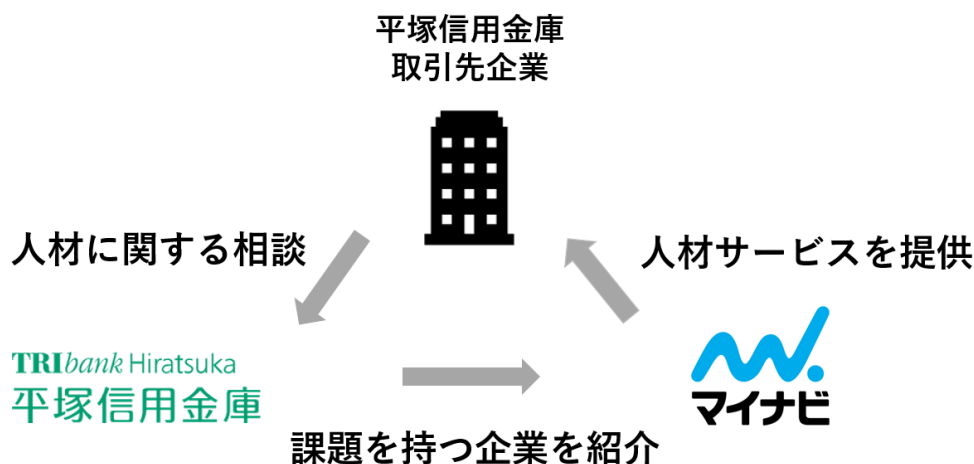 平塚信用金庫
取引先企業
人材に関する相談
人材サービスを提供
TRIbank Hiratsuka
平塚信用金庫
マイナビ
課題を持つ企業を紹介